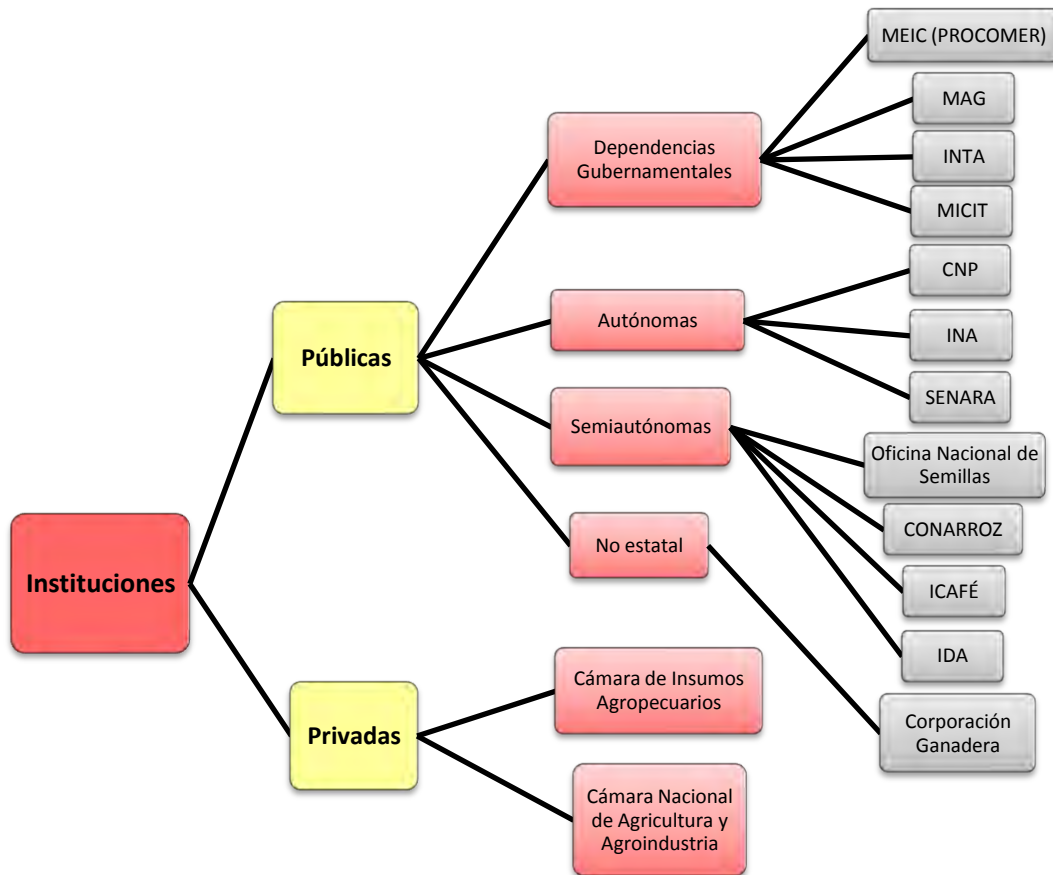 MEIC (PROCOMER)
MAG
Dependencias
Gubernamentales
INTA
MICIT
CNP
Autónomas
INA
Públicas
SENARA
Semiautónomas
Oficina Nacional de
Semillas
CONARROZ
No estatal
Instituciones
ICAFÉ
IDA
Cámara de Insumos
Agropecuarios
Corporación
Ganadera
Privadas
Cámara Nacional
de Agricultura y
Agroindustria